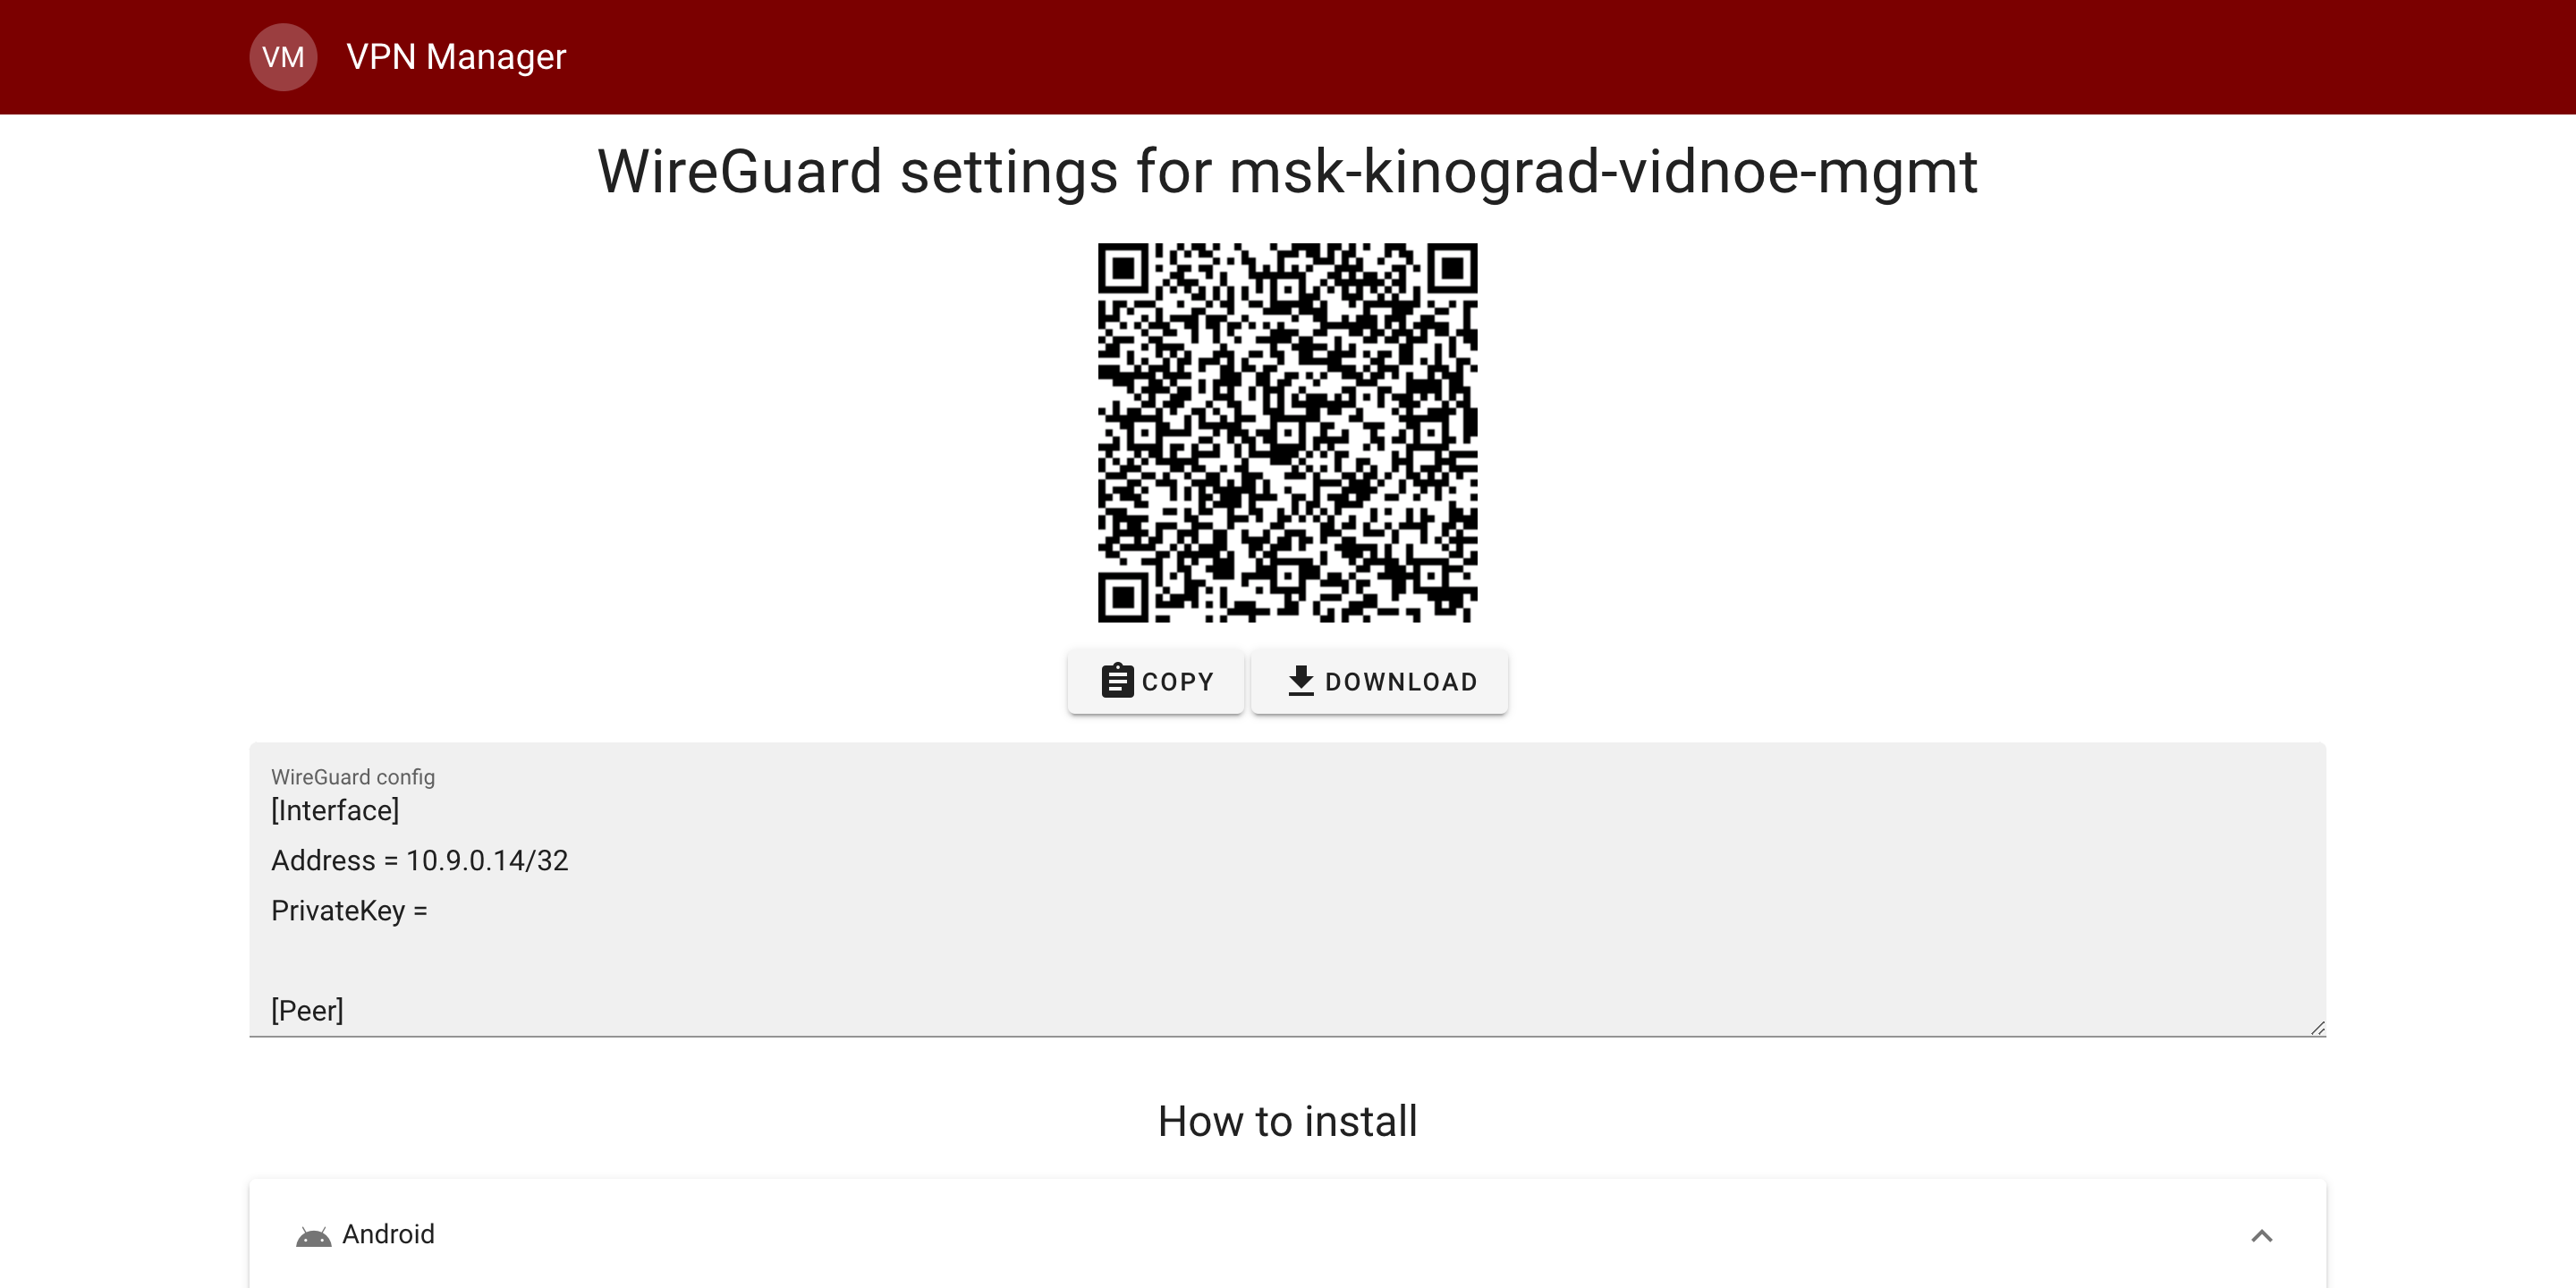 VM VPN Manager
WireGuard settings for msk-kinograd-vidnoe-mgmt
COPY DOWNLOAD
WireGuard config
[Interface]
Address = 10.9.0.14/32
PrivateKey =
[Peer]
How to install
Android